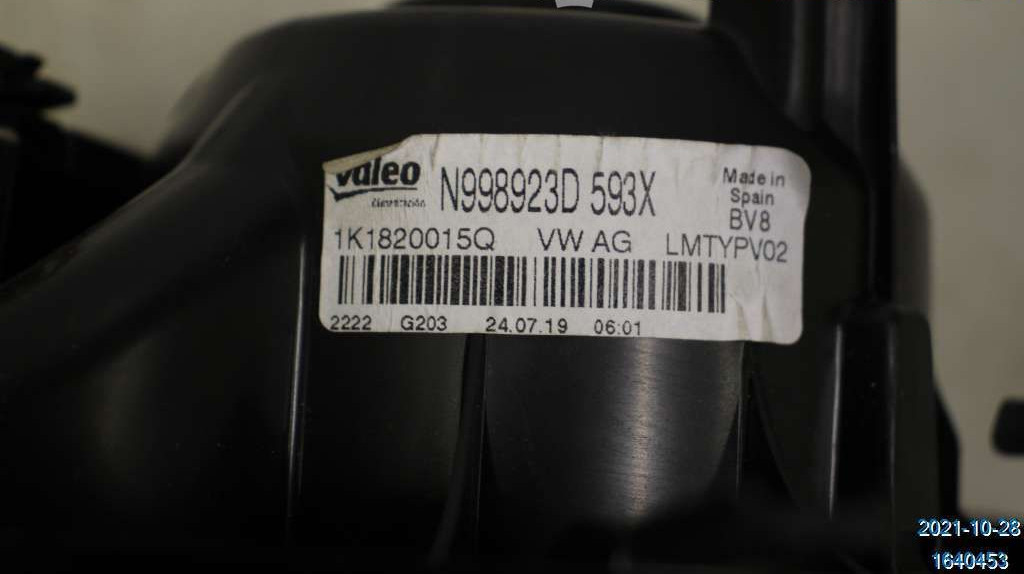 Valeo
Climatización
N998923D 593X
Made in
Spain
BV8
1K1820015Q VW AG LMTYPV02
2222 G203 24.07.19 06:01
2021-10-28
1640453